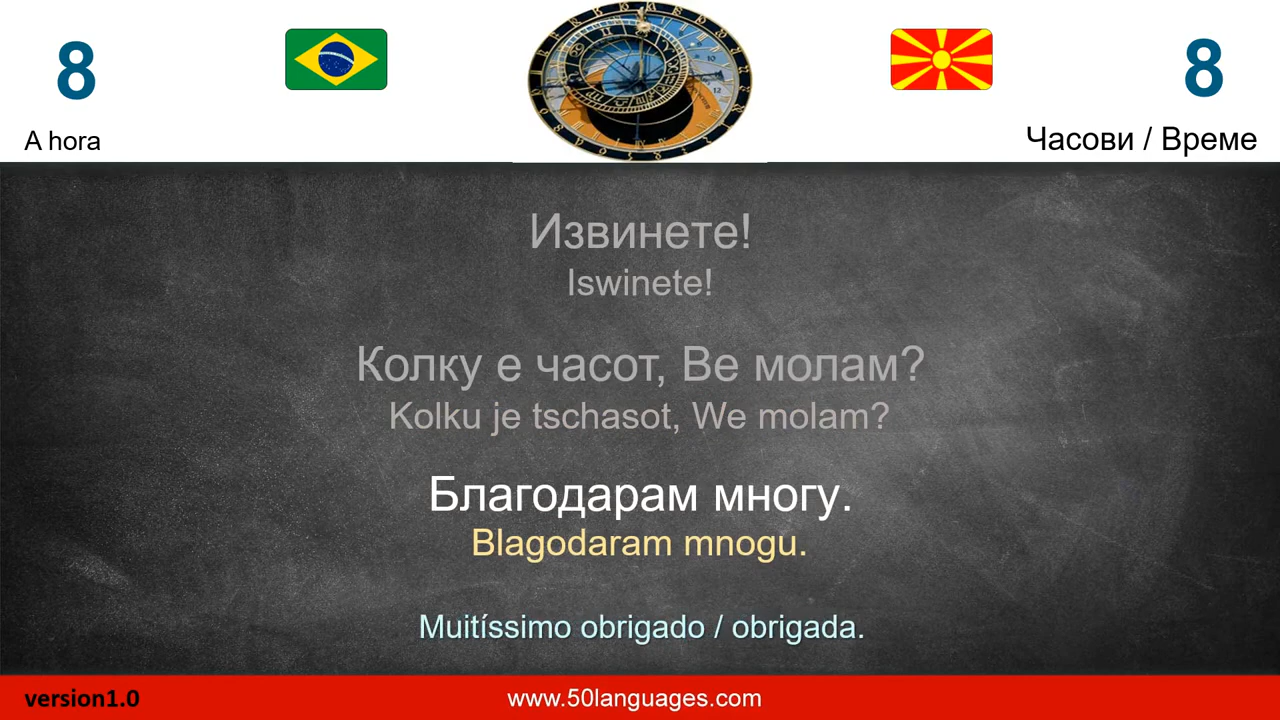 8
8
A hora
Часови / Време
Извинете!
Iswinete!
Колку е часот, Ве молам?
Kolku je tschasot, We molam?
Благодарам многу.
Blagodaram mnogu.
Muitíssimo obrigado / obrigada.
version1.0
www.50languages.com